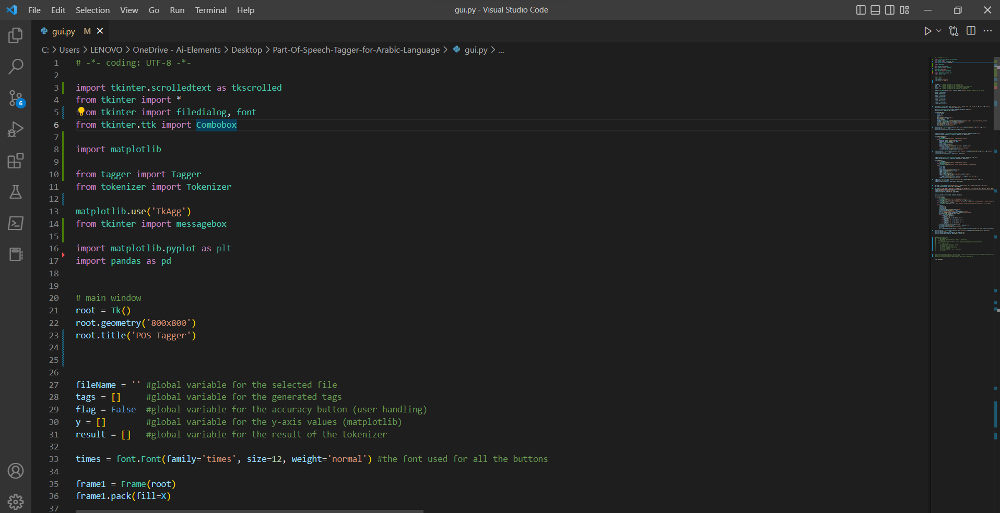 File Edit Selection View Go Run Terminal Help
gui.py - Visual Studio Code
gui.py M
C: > Users > LENOVO > OneDrive - Ai-Elements > Desktop > Part-Of-Speech-Tagger-for-Arabic-Language > gui.py > ...
1 # -*- coding: UTF-8 -*-
2
3 import tkinter.scrolledtext as tkscrolled
4 from tkinter import *
5 om tkinter import filedialog, font
6 from tkinter.ttk import Combobox
7
8 import matplotlib
9
10 from tagger import Tagger
11 from tokenizer import Tokenizer
12
13 matplotlib.use('TkAgg')
14 from tkinter import messagebox
15
16 import matplotlib.pyplot as plt
17 import pandas as pd
18
19
20 # main window
21 root = Tk()
22 root.geometry('800x800')
23 root.title('POS Tagger')
24
25
26
27 fileName = '' #global variable for the selected file
28 tags = []     #global variable for the generated tags
29 flag = False  #global variable for the accuracy button (user handling)
30 y = []        #global variable for the y-axis values (matplotlib)
31 result = []   #global variable for the result of the tokenizer
32
33 times = font.Font(family='times', size=12, weight='normal') #the font used for all the buttons
34
35 frame1 = Frame(root)
36 frame1.pack(fill=X)
37
6